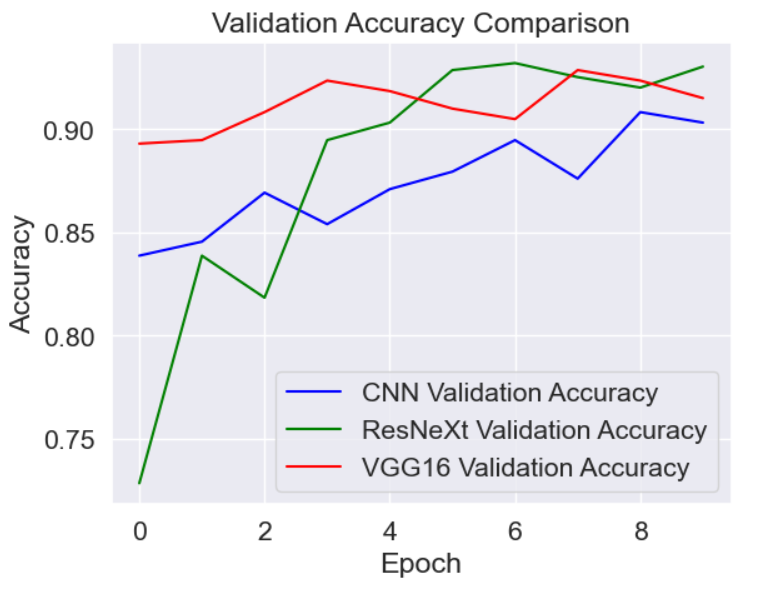 Validation Accuracy Comparison
Accuracy
0.90
0.85
0.80
0.75
CNN Validation Accuracy
ResNeXt Validation Accuracy
VGG16 Validation Accuracy
0 2 4 6 8
Epoch